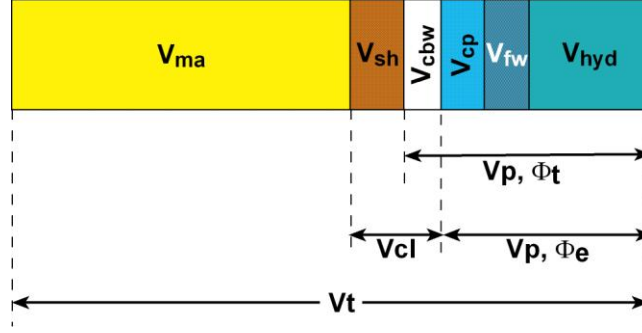 Vma Vsh Vcbw Vcp Vfw Vhyd
Vp, Φt
Vcl Vp, Φe
Vt